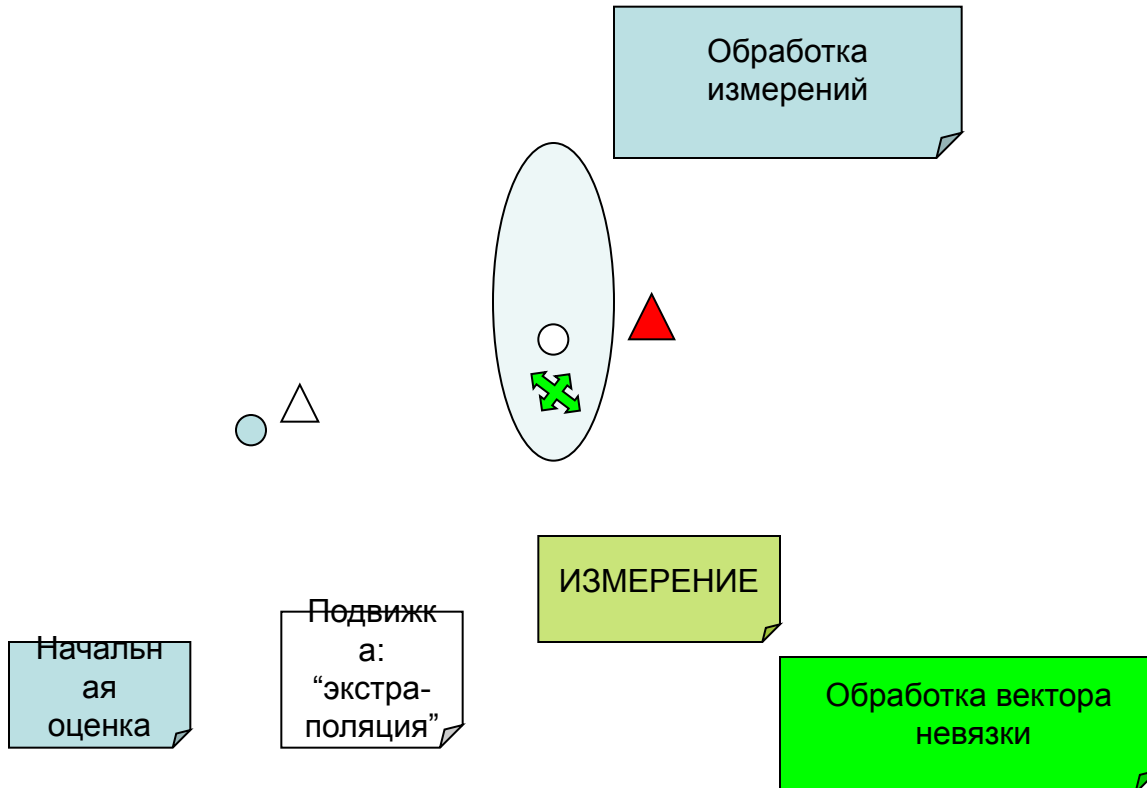 Обработка
измерений
ИЗМЕРЕНИЕ
Подвижк
а:
“экстра-
поляция”
Начальн
ая
оценка
Обработка вектора
невязки